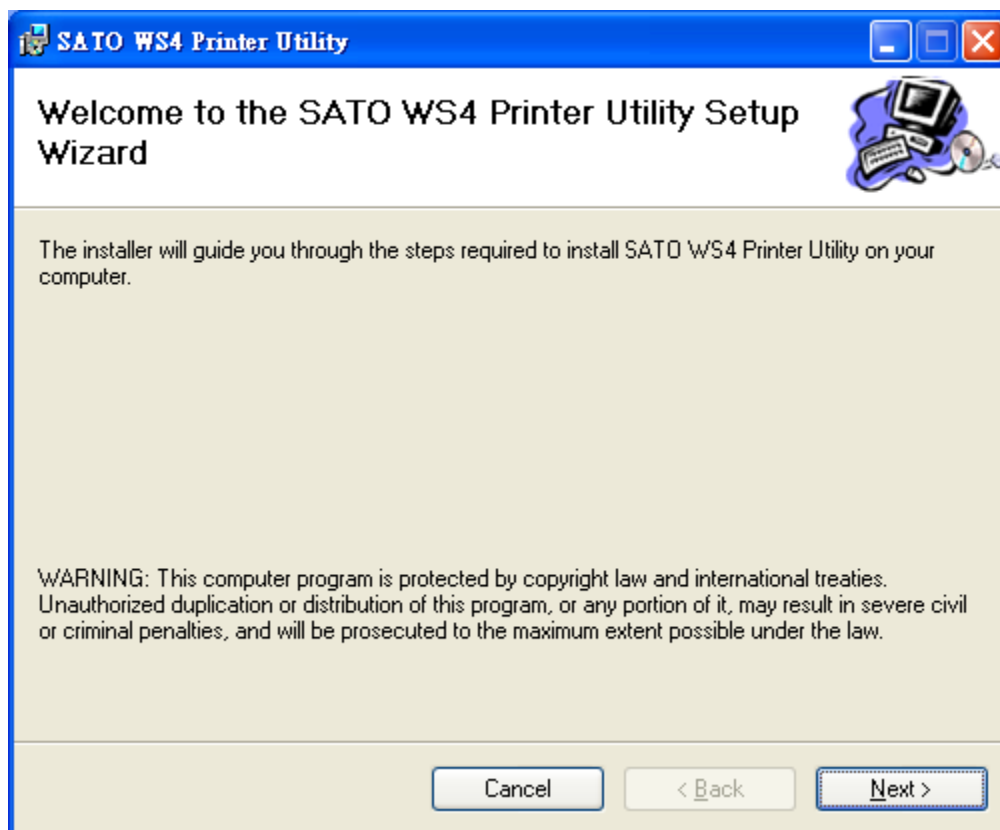 SATO WS4 Printer Utility
Welcome to the SATO WS4 Printer Utility Setup
Wizard
The installer will guide you through the steps required to install SATO WS4 Printer Utility on your
computer.
WARNING: This computer program is protected by copyright law and international treaties.
Unauthorized duplication or distribution of this program, or any portion of it, may result in severe civil
or criminal penalties, and will be prosecuted to the maximum extent possible under the law.
Cancel < Back Next >